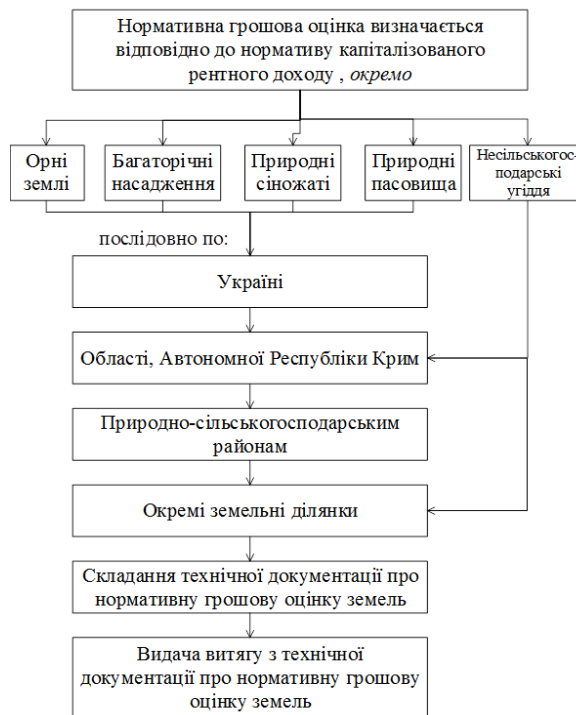 Нормативна грошова оцінка визначається
відповідно до нормативу капіталізованого
рентного доходу , окремо
Орні
землі
Багаторічні
насадження
Природні
сіножаті
Природні
пасовища
Несільськогос-
подарські
угіддя
послідовно по:
Україні
Області, Автономної Республіки Крим
Природно-сільськогосподарським
районам
Окремі земельні ділянки
Складання технічної документації про
нормативну грошову оцінку земель
Видача витягу з технічної
документації про нормативну грошову
оцінку земель